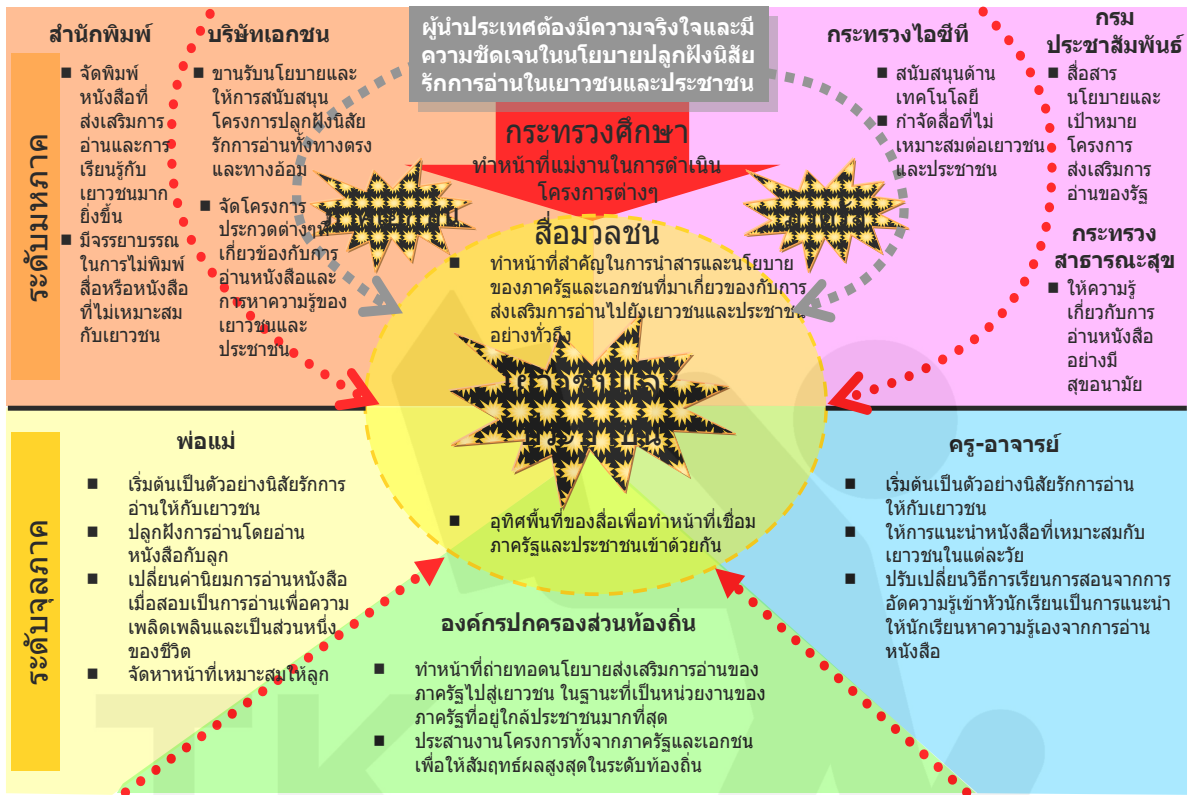 ผู้นำประเทศต้องมีความจริงใจและมี
ความชัดเจนในนโยบายปลูกฝังนิสัย
รักการอ่านในเยาวชนและประชาชน
ระดับมหภาค
สำนักพิมพ์
■ จัดพิมพ์
หนังสือที่
ส่งเสริมการ
อ่านและการ
เรียนรู้กับ
เยาวชนมาก
ยิ่งขึ้น
■ มีจรรยาบรรณ
ในการไม่พิมพ์
สื่อหรือหนังสือ
ที่ไม่เหมาะสม
กับเยาวชน
บริษัทเอกชน
■ ขานรับนโยบายและ
ให้การสนับสนุน
โครงการปลูกฝังนิสัย
รักการอ่านทั้งทางตรง
และทางอ้อม
■ จัดโครงการ
ประกวดต่างๆที่
เกี่ยวข้องกับการ
อ่านหนังสือและ
การหาความรู้ของ
เยาวชนและ
ประชาชน
กระทรวงศึกษา
ทำหน้าที่แม่งานในการดำเนิน
โครงการต่างๆ
สื่อมวลชน
■ ทำหน้าที่สำคัญในการนำสารและนโยบาย
ของภาครัฐและเอกชนที่มาเกี่ยวของกับการ
ส่งเสริมการอ่านไปยังเยาวชนและประชาชน
อย่างทั่วถึง
เยาวชนและ
ประชาชน
■ อุทิศพื้นที่ของสื่อเพื่อทำหน้าที่เชื่อม
ภาครัฐและประชาชนเข้าด้วยกัน
กระทรวงไอซีที
■ สนับสนุนด้าน
เทคโนโลยี
■ กำจัดสื่อที่ไม่
เหมาะสมต่อเยาวชน
และประชาชน
กรม
ประชาสัมพันธ์
■ สื่อสาร
นโยบายและ
เป้าหมาย
โครงการ
ส่งเสริมการ
อ่านของรัฐ
กระทรวง
สาธารณะสุข
■ ให้ความรู้
เกี่ยวกับการ
อ่านหนังสือ
อย่างมี
สุขอนามัย
ระดับจุลภาค
พ่อแม่
■ เริ่มต้นเป็นตัวอย่างนิสัยรักการ
อ่านให้กับเยาวชน
■ ปลูกฝังการอ่านโดยอ่าน
หนังสือกับลูก
■ เปลี่ยนค่านิยมการอ่านหนังสือ
เมื่อสอบเป็นการอ่านเพื่อความ
เพลิดเพลินและเป็นส่วนหนึ่ง
ของชีวิต
■ จัดหาหน้าที่เหมาะสมให้ลูก
องค์กรปกครองส่วนท้องถิ่น
■ ทำหน้าที่ถ่ายทอดนโยบายส่งเสริมการอ่านของ
ภาครัฐไปสู่เยาวชน ในฐานะที่เป็นหน่วยงานของ
ภาครัฐที่อยู่ใกล้ประชาชนมากที่สุด
■ ประสานงานโครงการทั้งจากภาครัฐและเอกชน
เพื่อให้สัมฤทธ์ผลสูงสุดในระดับท้องถิ่น
ครู-อาจารย์
■ เริ่มต้นเป็นตัวอย่างนิสัยรักการอ่าน
ให้กับเยาวชน
■ ให้การแนะนำหนังสือที่เหมาะสมกับ
เยาวชนในแต่ละวัย
■ ปรับเปลี่ยนวิธีการเรียนการสอนจากการ
อัดความรู้เข้าหัวนักเรียนเป็นการแนะนำ
ให้นักเรียนหาความรู้เองจากการอ่าน
หนังสือ
TK